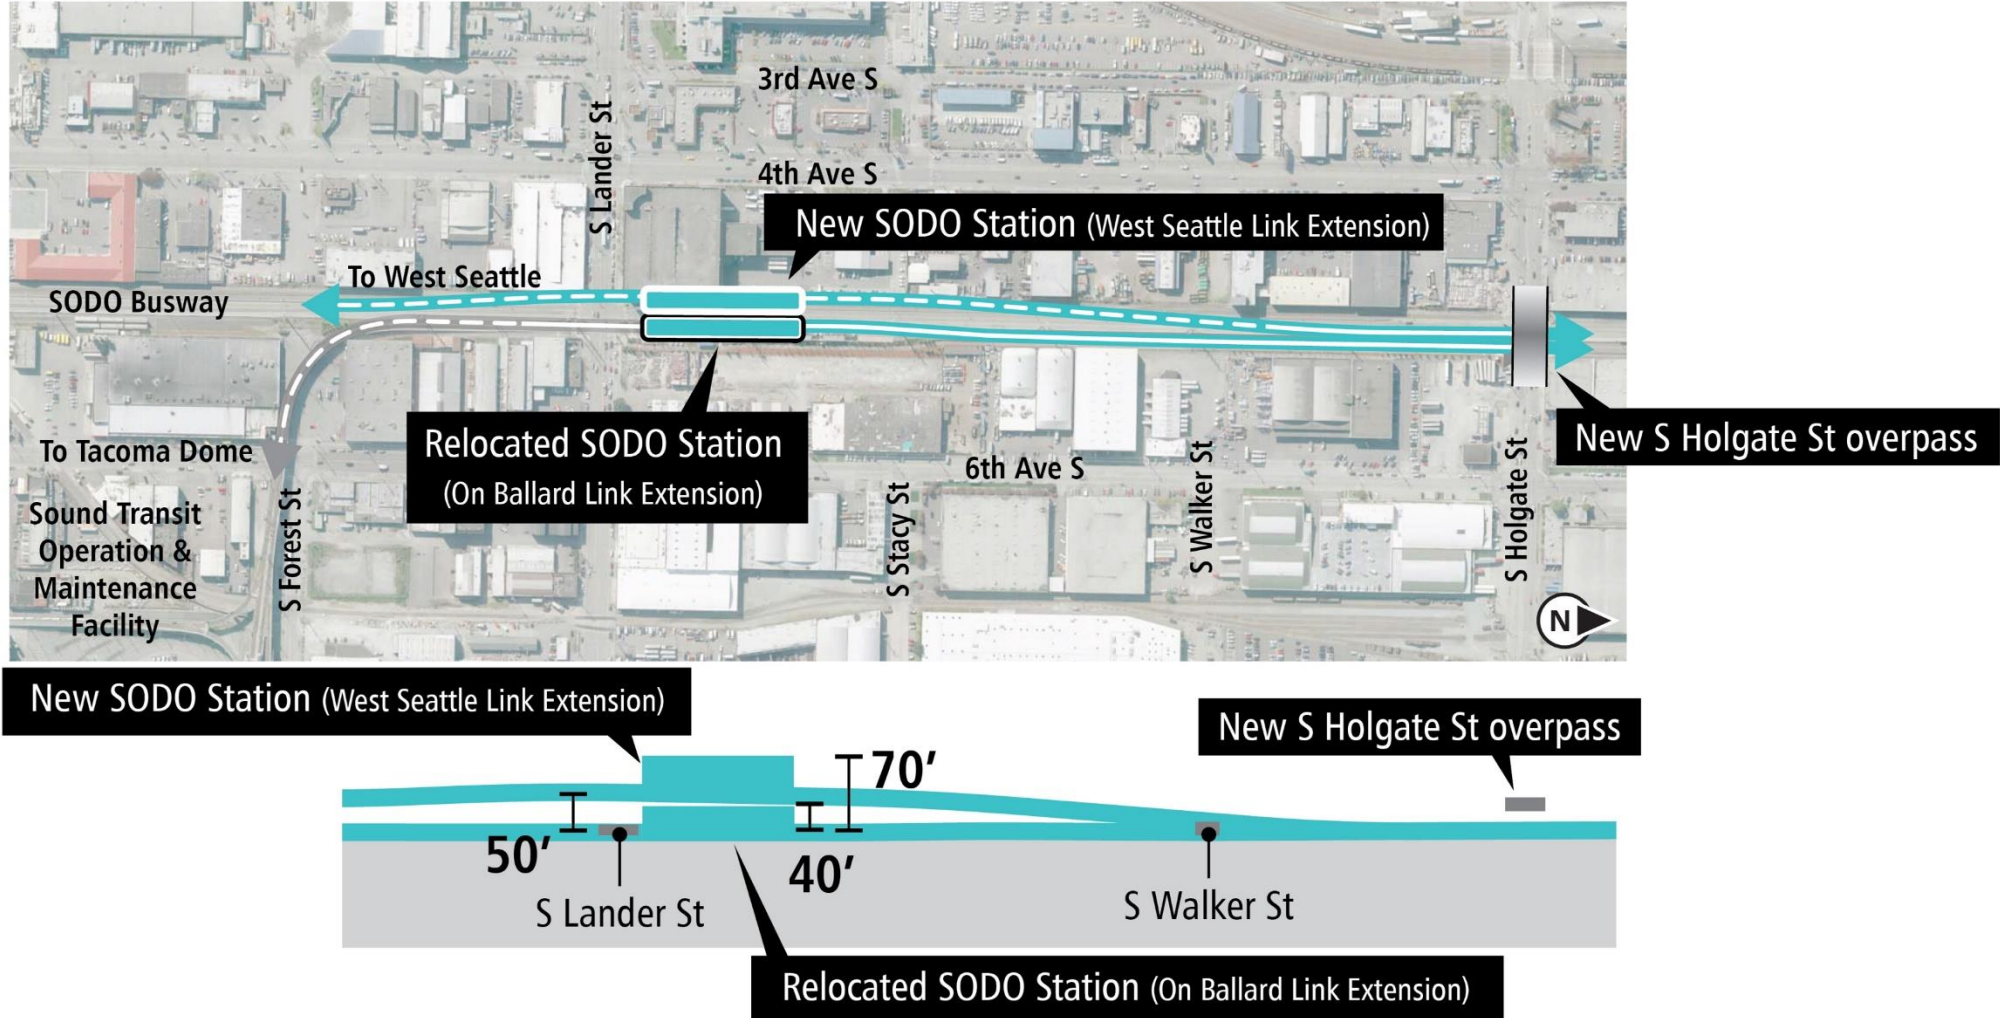 3rd Ave S
S Lander St
4th Ave S
New SODO Station (West Seattle Link Extension)
To West Seattle
SODO Busway
Relocated SODO Station
(On Ballard Link Extension)
New S Holgate St overpass
To Tacoma Dome
6th Ave S
Sound Transit
Operation &
Maintenance
Facility
S Forest St
S Stacy St
S Walker St
S Holgate St
N
New SODO Station (West Seattle Link Extension)
New S Holgate St overpass
70′
50′
40′
S Lander St
S Walker St
Relocated SODO Station (On Ballard Link Extension)